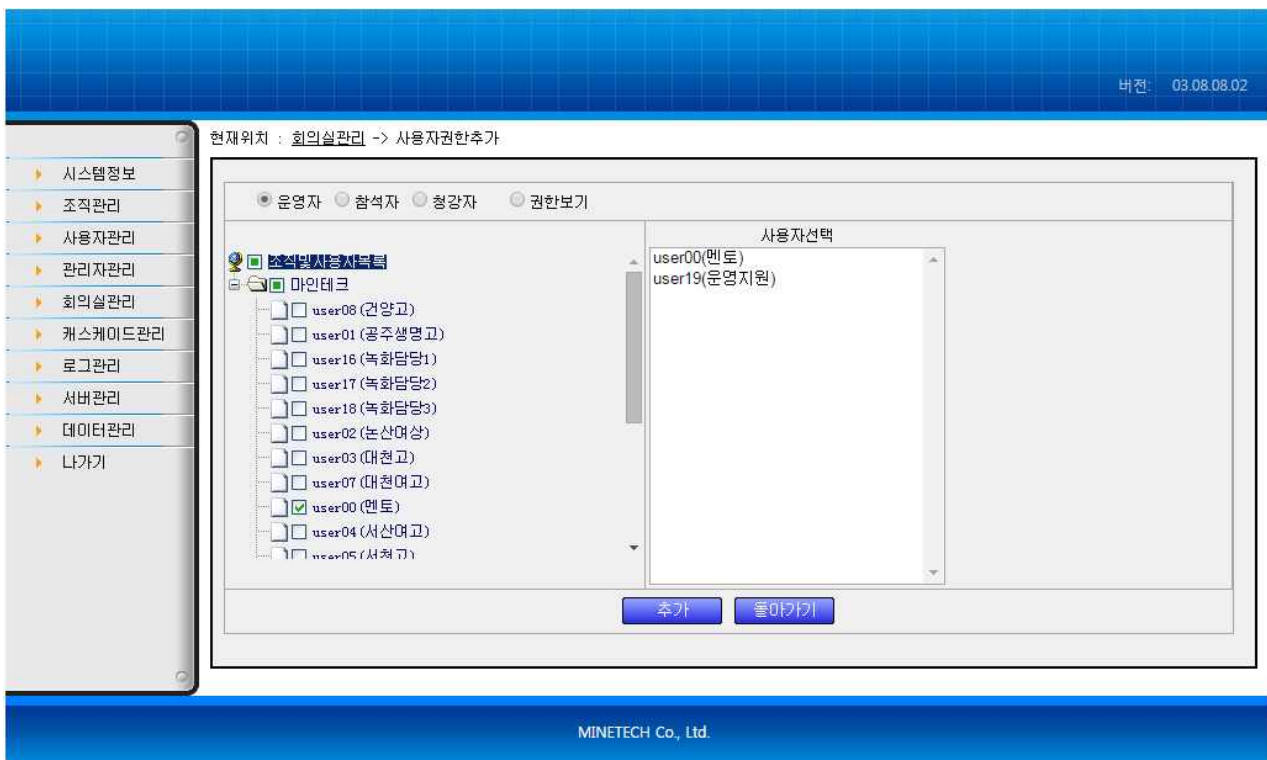 버전: 03.08.08.02
현재위치 : 회의실관리 -> 사용자권한추가
시스템정보
조직관리
사용자관리
관리자관리
회의실관리
캐스케이드관리
로그관리
서버관리
데이터관리
나가기
운영자 참석자 청강자 권한보기
사용자선택
조직및사용자목록
마인테크
user08 (건양고)
user01 (공주생명고)
user16 (녹화담당1)
user17 (녹화담당2)
user18 (녹화담당3)
user02 (논산여상)
user03 (대천고)
user07 (대천여고)
user00 (멘토)
user04 (서산여고)
user05 (서천고)
user00(멘토)
user19(운영지원)
추가 돌아가기
MINETECH Co., Ltd.